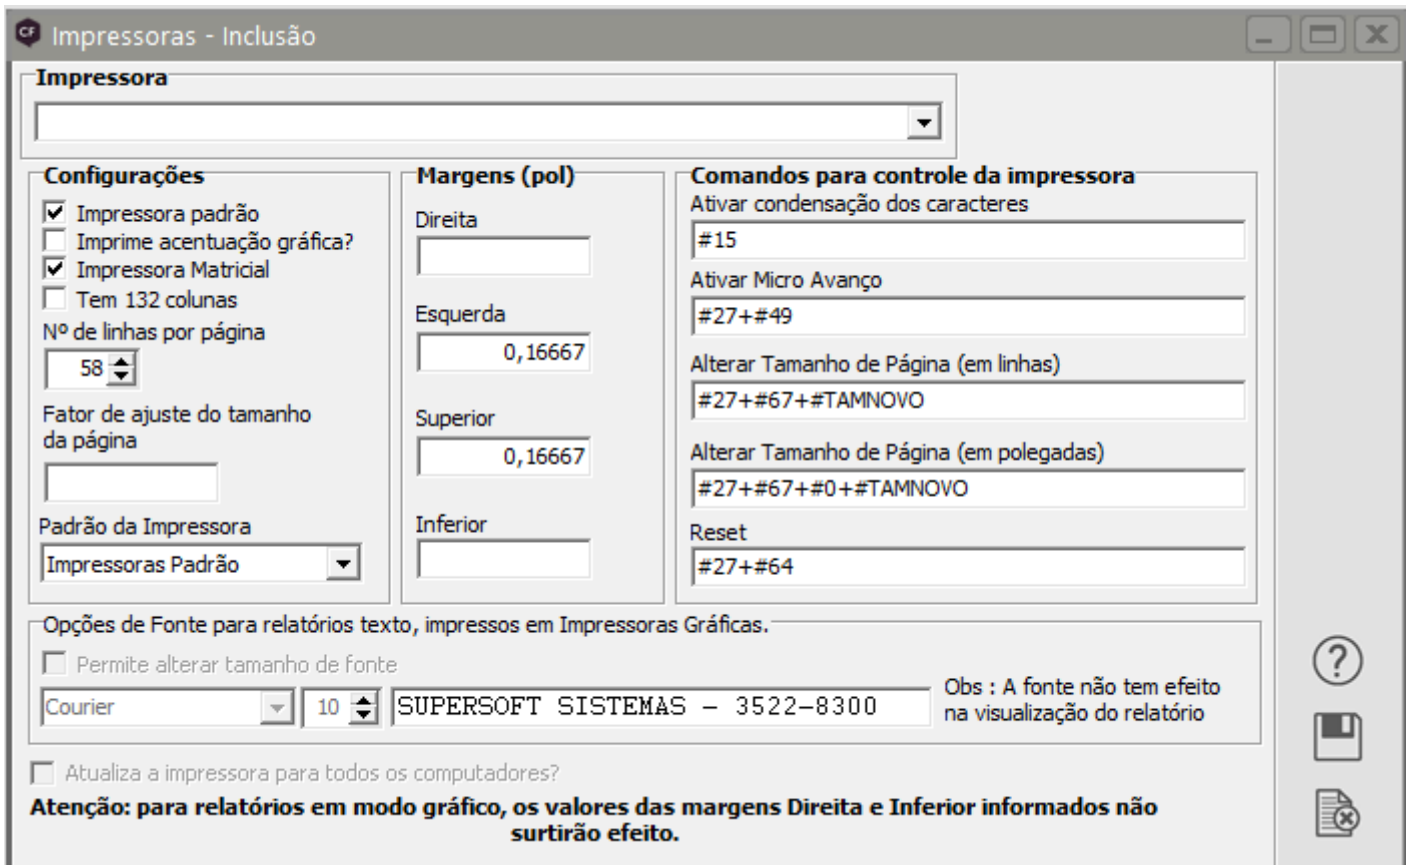 CF Impressoras - Inclusão
Impressora
Configurações
Impressora padrão
Imprime acentuação gráfica?
Impressora Matricial
Tem 132 colunas
Nº de linhas por página
58
Fator de ajuste do tamanho
da página
Padrão da Impressora
Impressoras Padrão
Margens (pol)
Direita
Esquerda
0,16667
Superior
0,16667
Inferior
Comandos para controle da impressora
Ativar condensação dos caracteres
#15
Ativar Micro Avanço
#27+#49
Alterar Tamanho de Página (em linhas)
#27+#67+#TAMNOVO
Alterar Tamanho de Página (em polegadas)
#27+#67+#0+#TAMNOVO
Reset
#27+#64
Opções de Fonte para relatórios texto, impressos em Impressoras Gráficas.
Permite alterar tamanho de fonte
Courier 10 SUPERSOFT SISTEMAS - 3522-8300
Obs : A fonte não tem efeito
na visualização do relatório
Atualiza a impressora para todos os computadores?
Atenção: para relatórios em modo gráfico, os valores das margens Direita e Inferior informados não
surtirão efeito.